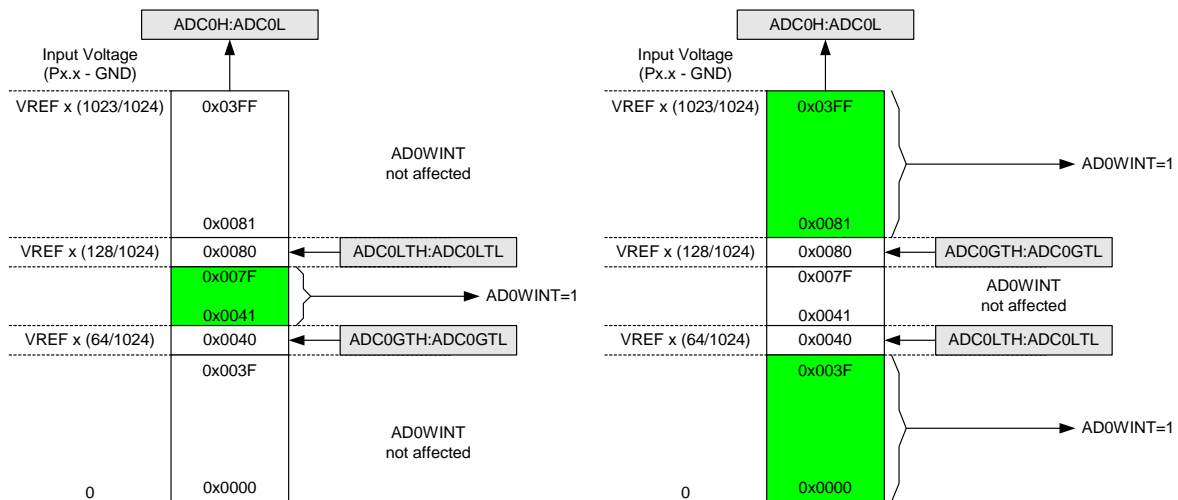 ADC0H:ADC0L
Input Voltage
(Px.x - GND)
VREF x (1023/1024)
0x03FF
AD0WINT
not affected
0x0081
VREF x (128/1024)
0x0080
ADC0LTH:ADC0LTL
0x007F
AD0WINT=1
0x0041
VREF x (64/1024)
0x0040
ADC0GTH:ADC0GTL
0x003F
AD0WINT
not affected
0
0x0000
ADC0H:ADC0L
Input Voltage
(Px.x - GND)
VREF x (1023/1024)
0x03FF
AD0WINT=1
0x0081
VREF x (128/1024)
0x0080
ADC0GTH:ADC0GTL
0x007F
AD0WINT
not affected
0x0041
VREF x (64/1024)
0x0040
ADC0LTH:ADC0LTL
0x003F
AD0WINT=1
0
0x0000